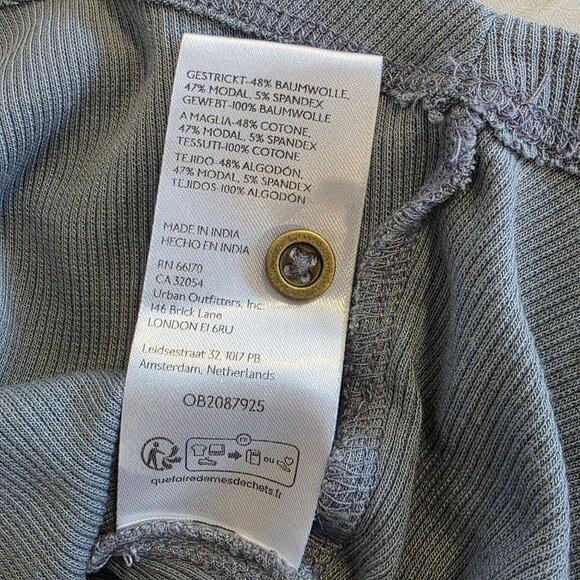 GESTRICKT-48% BAUMWOLLE,
47% MODAL, 5% SPANDEX
GEWEBT-100% BAUMWOLLE
A MAGLIA-48% COTONE,
47% MODAL, 5% SPANDEX
TESSUTI-100% COTONE
TEJIDO-48% ALGODÓN,
47% MODAL, 5% SPANDEX
TEJIDOS-100% ALGODÓN
MADE IN INDIA
HECHO EN INDIA
RN 66170
CA 32054
Urban Outfitters, Inc.
146 Brick Lane
LONDON E1 6RU
Leidsestraat 32, 1017 PB
Amsterdam, Netherlands
OB2087925
FR
ou
quefairedemesdechets.fr